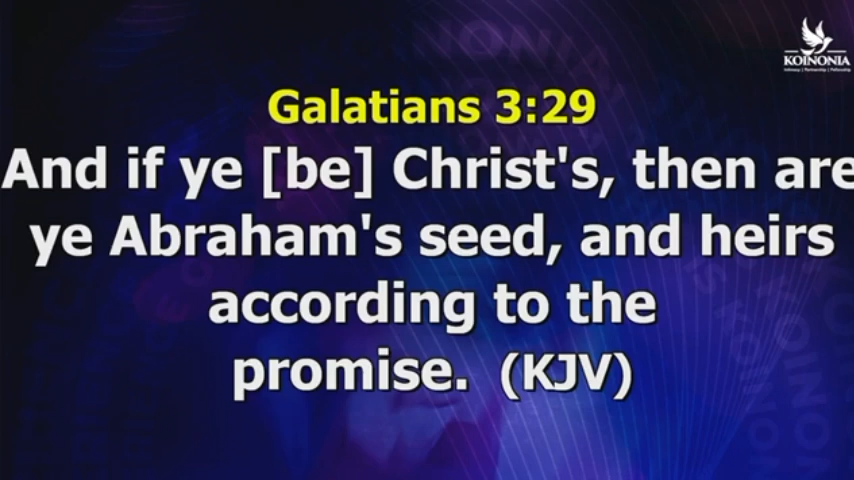 KOINONIA
Galatians 3:29
And if ye [be] Christ's, then are
ye Abraham's seed, and heirs
according to the
promise. (KJV)